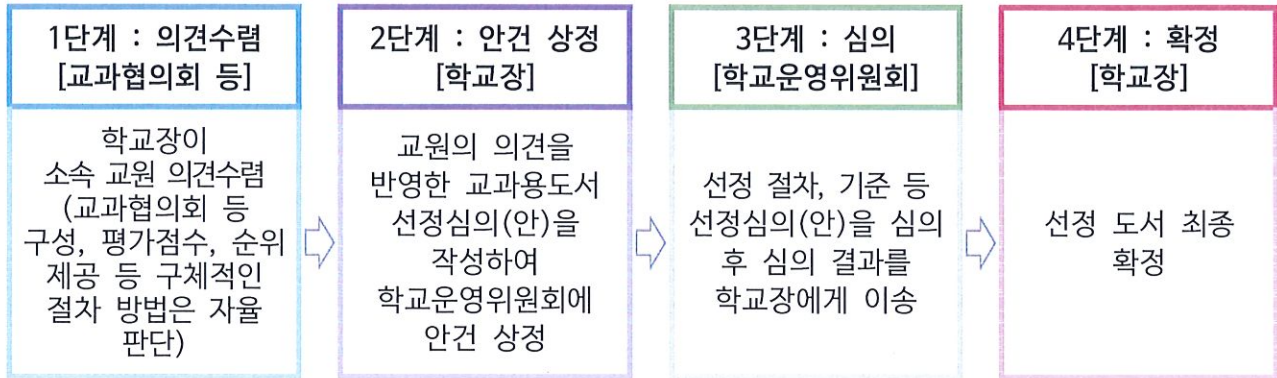 1단계 : 의견수렴
[교과협의회 등]
학교장이
소속 교원 의견수렴
(교과협의회 등
구성, 평가점수, 순위
제공 등 구체적인
절차 방법은 자율
판단)
2단계 : 안건 상정
[학교장]
교원의 의견을
반영한 교과용도서
선정심의(안)을
작성하여
학교운영위원회에
안건 상정
3단계 : 심의
[학교운영위원회]
선정 절차, 기준 등
선정심의(안)을 심의
후 심의 결과를
학교장에게 이송
4단계 : 확정
[학교장]
선정 도서 최종
확정